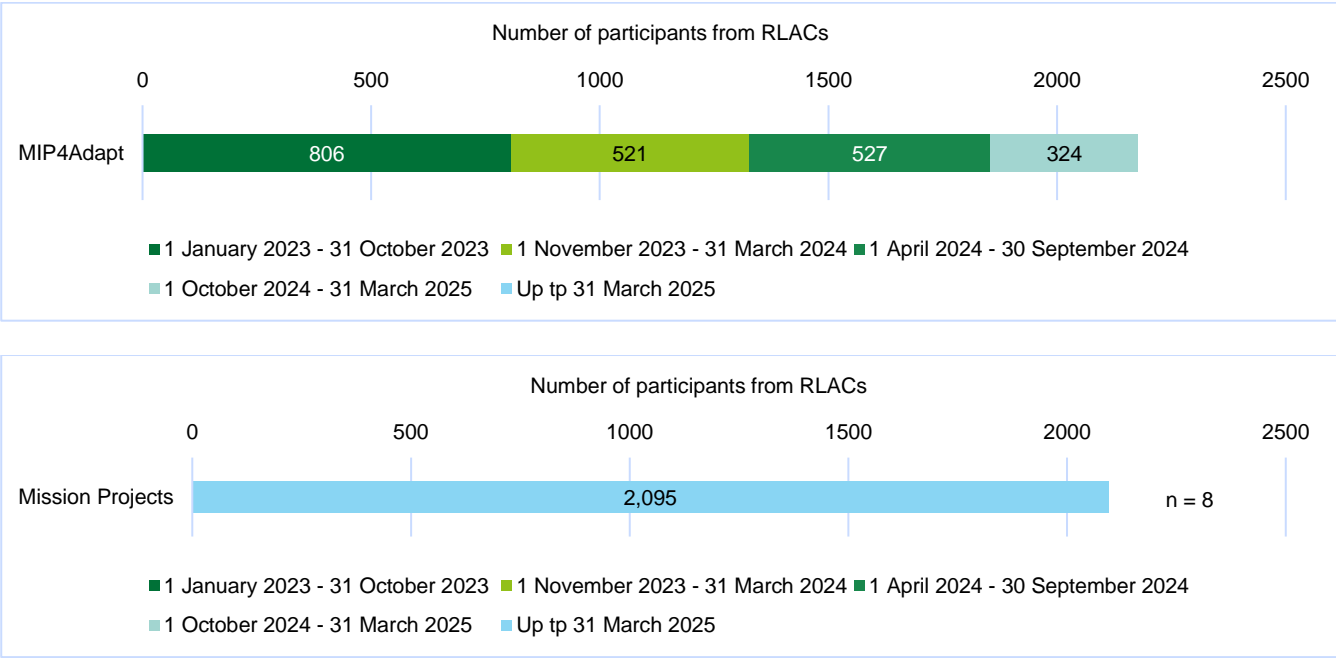 Number of participants from RLACs
0 500 1000 1500 2000 2500
MIP4Adapt 806 521 527 324
1 January 2023 - 31 October 2023 1 November 2023 - 31 March 2024 1 April 2024 - 30 September 2024
1 October 2024 - 31 March 2025 Up tp 31 March 2025
Number of participants from RLACs
0 500 1000 1500 2000 2500
Mission Projects 2,095 n = 8
1 January 2023 - 31 October 2023 1 November 2023 - 31 March 2024 1 April 2024 - 30 September 2024
1 October 2024 - 31 March 2025 Up tp 31 March 2025